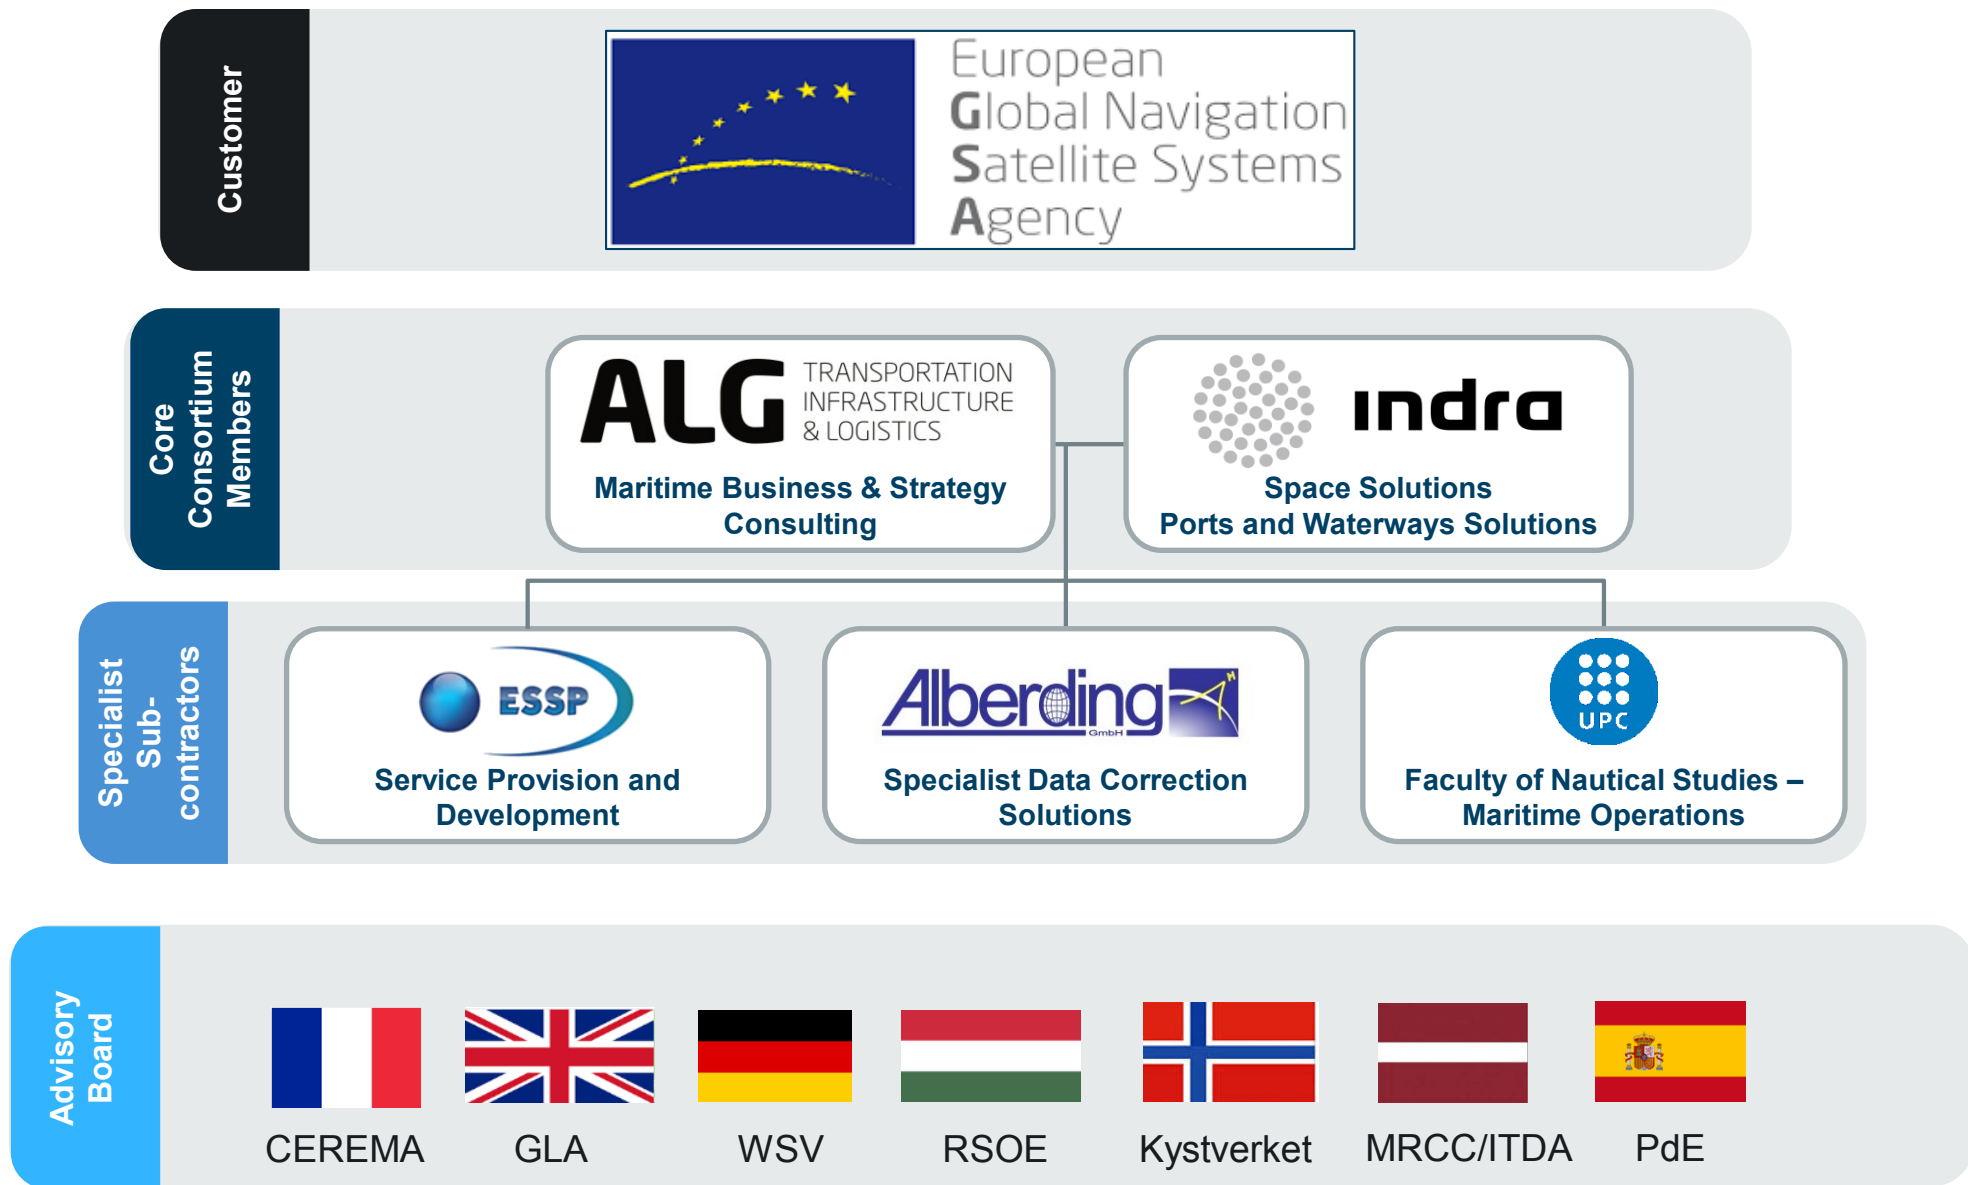 Customer
European
Global Navigation
Satellite Systems
Agency
Core
Consortium
Members
ALG
TRANSPORTATION
INFRASTRUCTURE
& LOGISTICS
Maritime Business & Strategy
Consulting
indra
Space Solutions
Ports and Waterways Solutions
Specialist
Sub-
contractors
ESSP
Service Provision and
Development
Alberding
GmbH
Specialist Data Correction
Solutions
UPC
Faculty of Nautical Studies –
Maritime Operations
Advisory
Board
CEREMA
GLA
WSV
RSOE
Kystverket
MRCC/ITDA
PdE